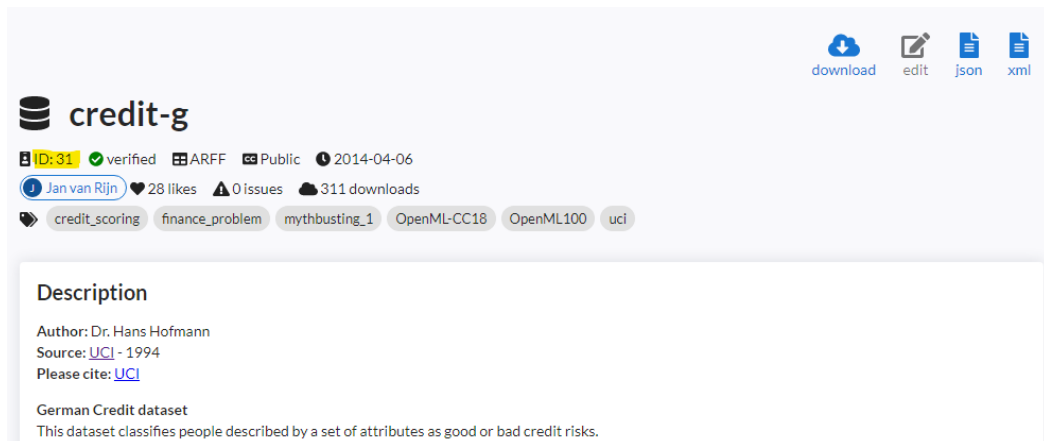 download edit json xml
credit-g
ID: 31 verified ARFF Public 2014-04-06
J Jan van Rijn 28 likes 0 issues 311 downloads
credit_scoring finance_problem mythbusting_1 OpenML-CC18 OpenML100 uci
Description
Author: Dr. Hans Hofmann
Source: UCI - 1994
Please cite: UCI
German Credit dataset
This dataset classifies people described by a set of attributes as good or bad credit risks.